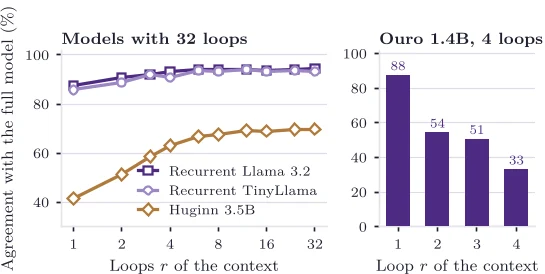 Agreement with the full model (%)
Models with 32 loops
100
80
60
40
Recurrent Llama 3.2
Recurrent TinyLlama
Huginn 3.5B
1 2 4 8 16 32
Loops r of the context
Ouro 1.4B, 4 loops
100
80
60
40
20
0
88
54
51
33
1 2 3 4
Loop r of the context